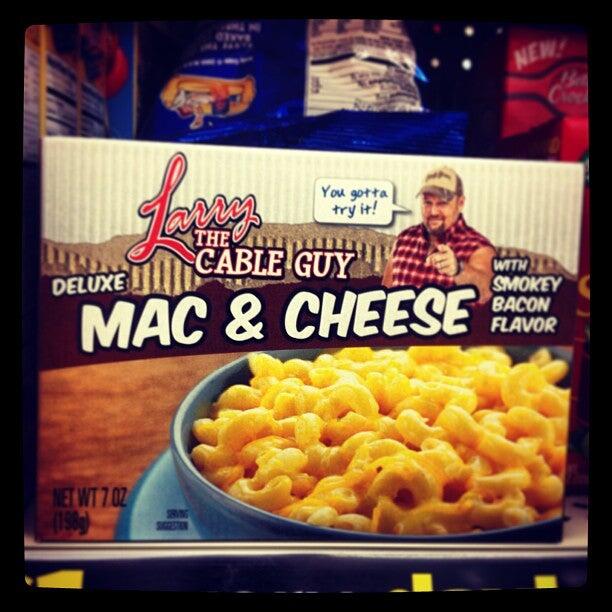 NEW!
You gotta
try it!
Larry
THE
CABLE GUY
DELUXE
MAC & CHEESE
WITH
SMOKEY
BACON
FLAVOR
NET WT 7 OZ
(198g)
SERVING
SUGGESTION